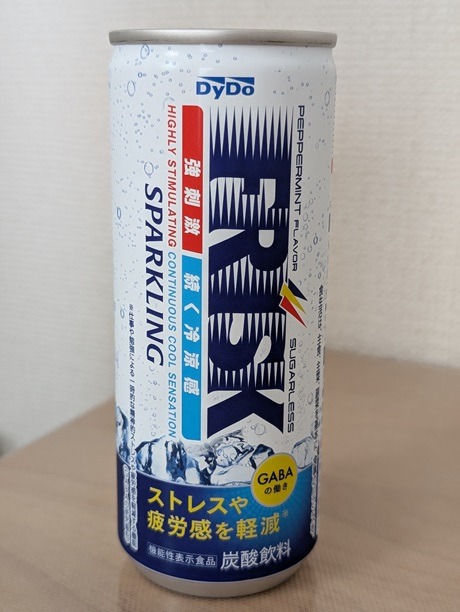 DyDo
PEPPERMINT FLAVOR
SUGARLESS
FRISK
強刺激 続く冷涼感
HIGHLY STIMULATING CONTINUOUS COOL SENSATION
SPARKLING
GABA
の働き
ストレスや
疲労感を軽減※
機能性表示食品 炭酸飲料